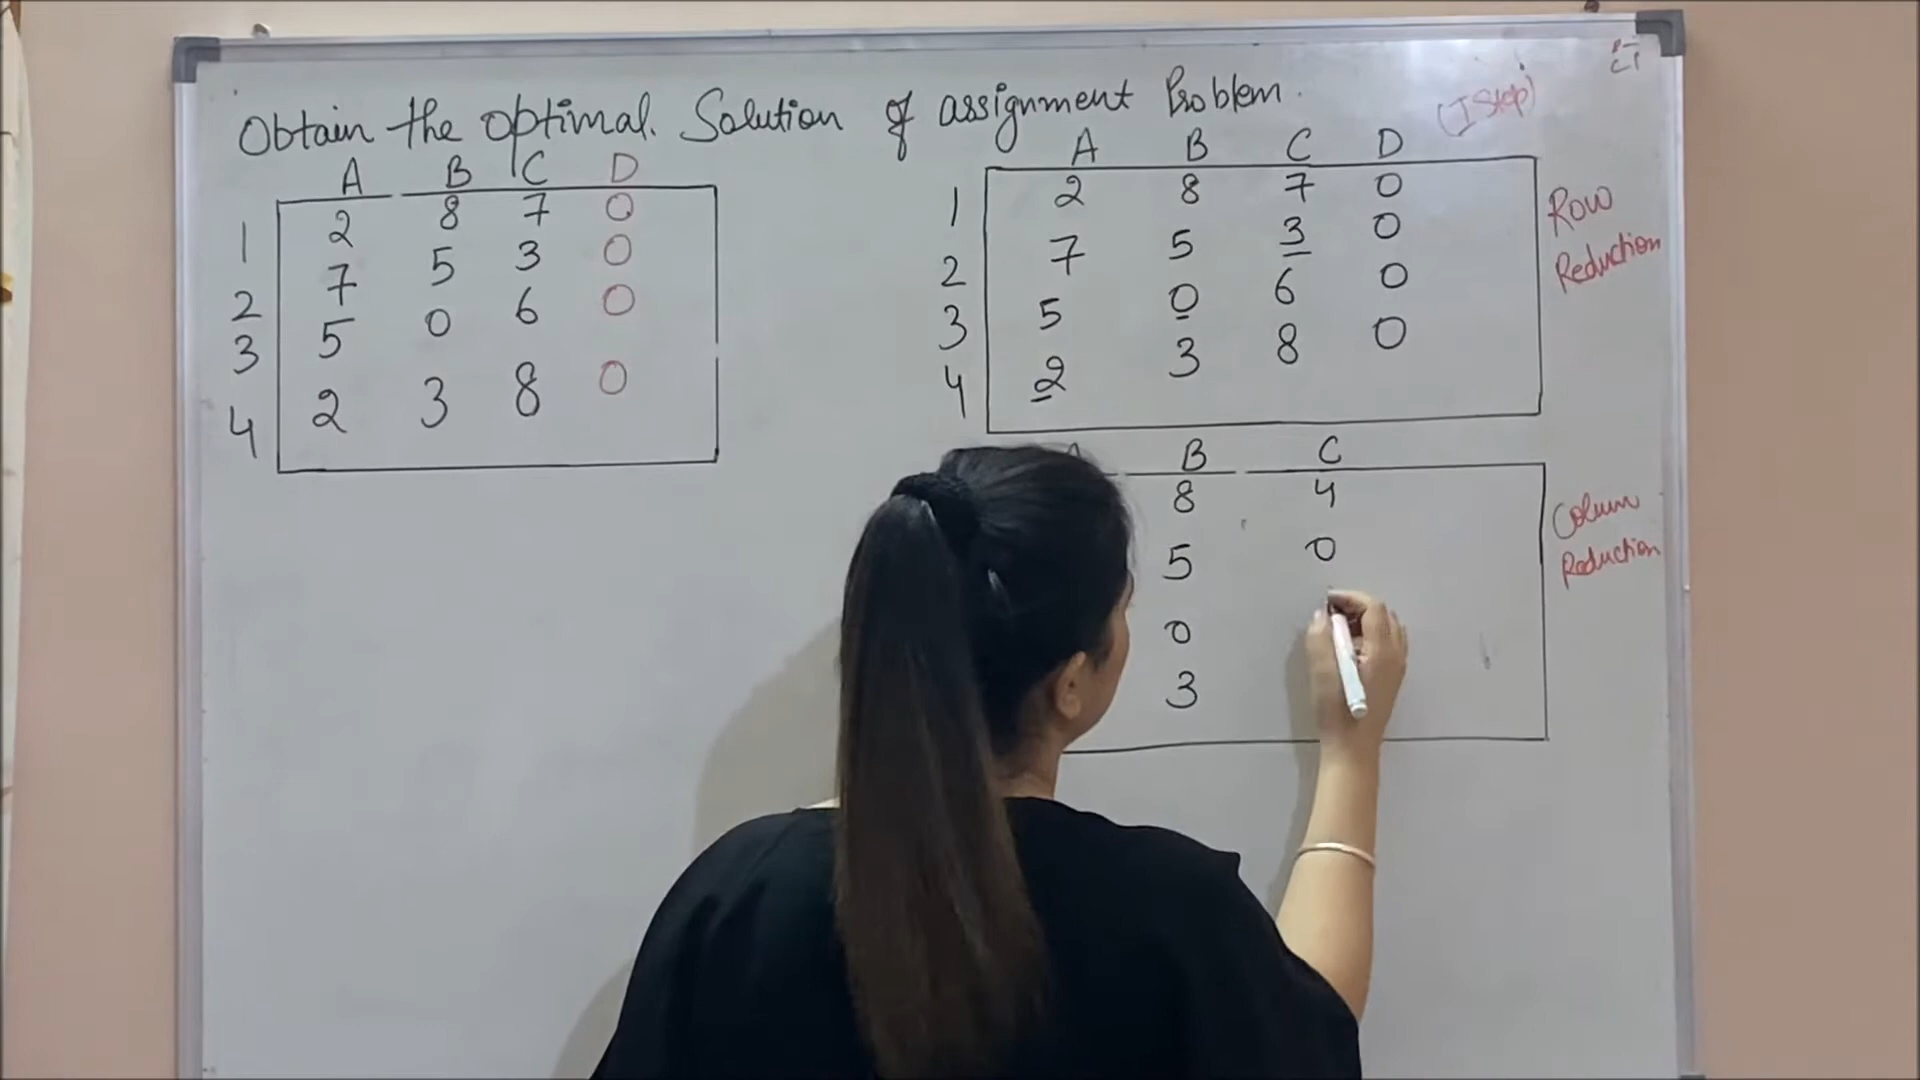 Obtain the optimal. Solution of assignment Problem.
(I Step)
A B C D
1 2 8 7 0
2 7 5 3 0
3 5 0 6 0
4 2 3 8 0
A B C D
1 2 8 7 0
2 7 5 3 0
3 5 0 6 0
4 2 3 8 0
Row
Reduction
B C
8 4
5 0
0
3
Column
Reduction